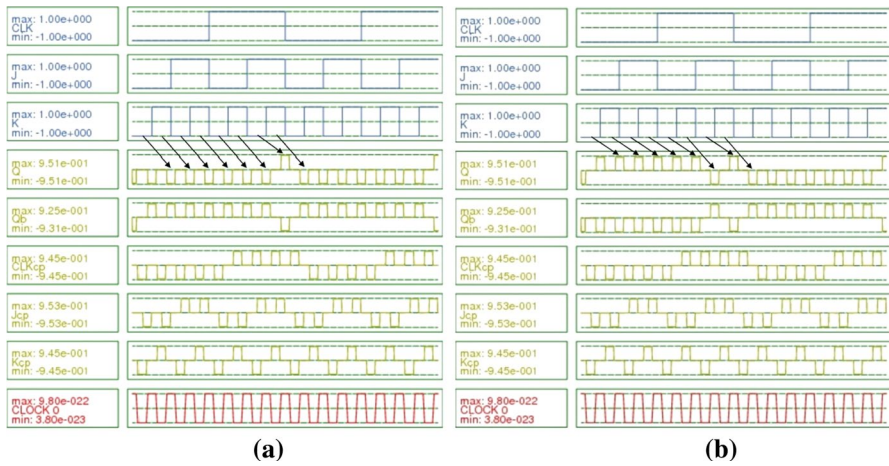 max: 1.00e+000
CLK
min: -1.00e+000
max: 1.00e+000
J
min: -1.00e+000
max: 1.00e+000
K
min: -1.00e+000
max: 9.51e-001
Q
min: -9.51e-001
max: 9.25e-001
Qb
min: -9.31e-001
max: 9.45e-001
CLKcp
min: -9.45e-001
max: 9.53e-001
Jcp
min: -9.53e-001
max: 9.45e-001
Kcp
min: -9.45e-001
max: 9.80e-022
CLOCK 0
min: 3.80e-023
(a)
max: 1.00e+000
CLK
min: -1.00e+000
max: 1.00e+000
J
min: -1.00e+000
max: 1.00e+000
K
min: -1.00e+000
max: 9.51e-001
Q
min: -9.51e-001
max: 9.25e-001
Qb
min: -9.31e-001
max: 9.45e-001
CLKcp
min: -9.45e-001
max: 9.53e-001
Jcp
min: -9.53e-001
max: 9.45e-001
Kcp
min: -9.45e-001
max: 9.80e-022
CLOCK 0
min: 3.80e-023
(b)